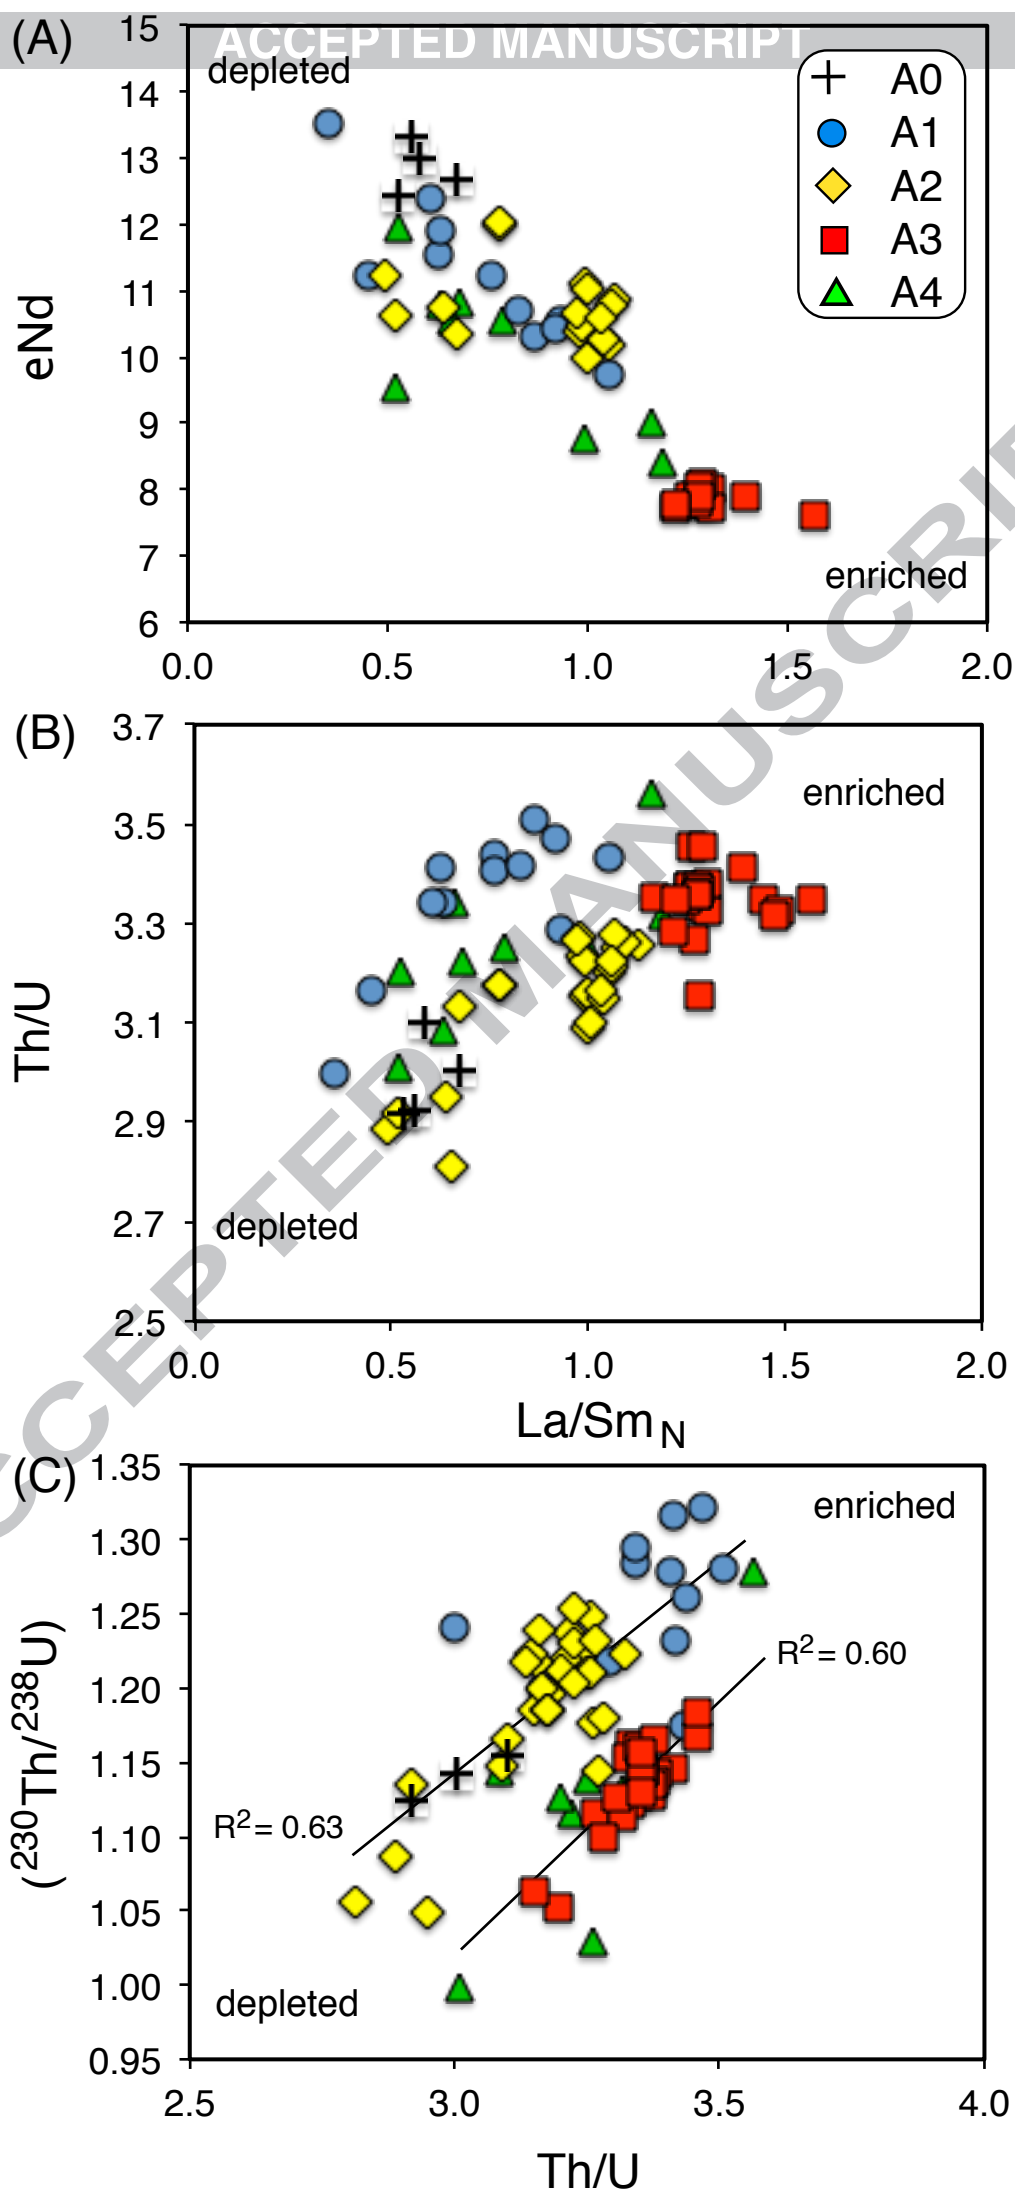 ACCEPTED MANUSCRIPT
(A)
15
14
13
12
11
10
9
8
7
6
eNd
depleted
A0
A1
A2
A3
A4
enriched
0.0 0.5 1.0 1.5 2.0
(B)
3.7
3.5
3.3
3.1
2.9
2.7
2.5
Th/U
enriched
depleted
0.0 0.5 1.0 1.5 2.0
La/Sm N
(C)
1.35
1.30
1.25
1.20
1.15
1.10
1.05
1.00
0.95
(230Th/238U)
enriched
R2= 0.60
R2= 0.63
depleted
2.5 3.0 3.5 4.0
Th/U
CCEPTED MANUSCRI